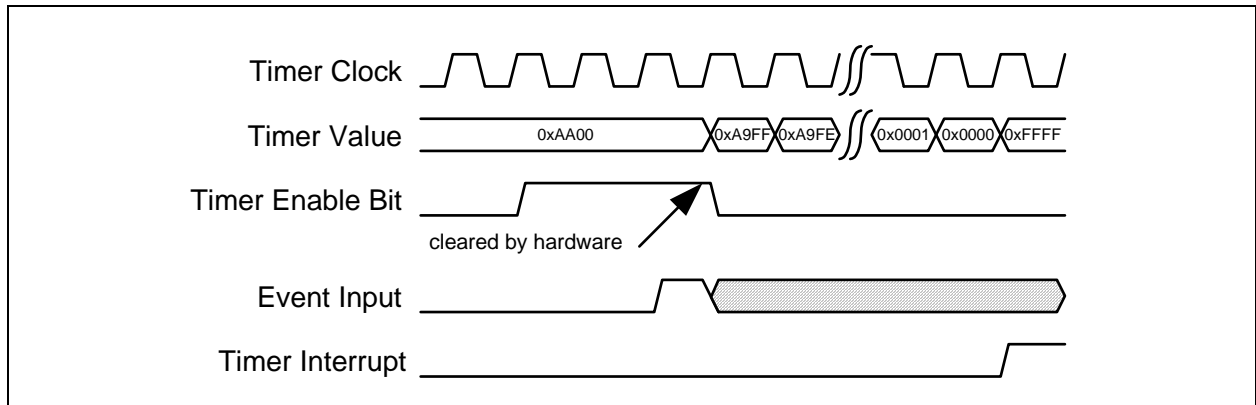 Timer Clock
Timer Value
0xAA00 0xA9FF 0xA9FE 0x0001 0x0000 0xFFFF
Timer Enable Bit
cleared by hardware
Event Input
Timer Interrupt